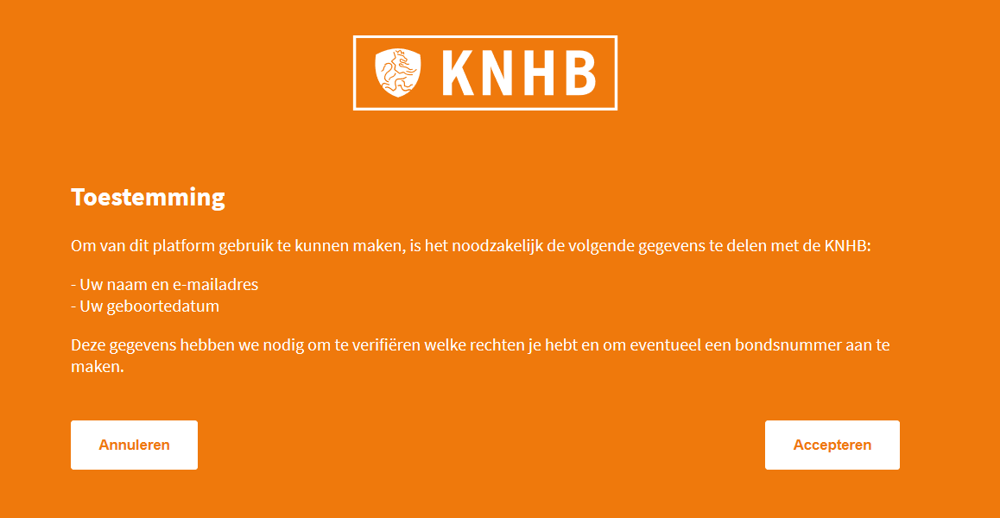 KNHB
Toestemming
Om van dit platform gebruik te kunnen maken, is het noodzakelijk de volgende gegevens te delen met de KNHB:
- Uw naam en e-mailadres
- Uw geboortedatum
Deze gegevens hebben we nodig om te verifiëren welke rechten je hebt en om eventueel een bondsnummer aan te
maken.
Annuleren
Accepteren